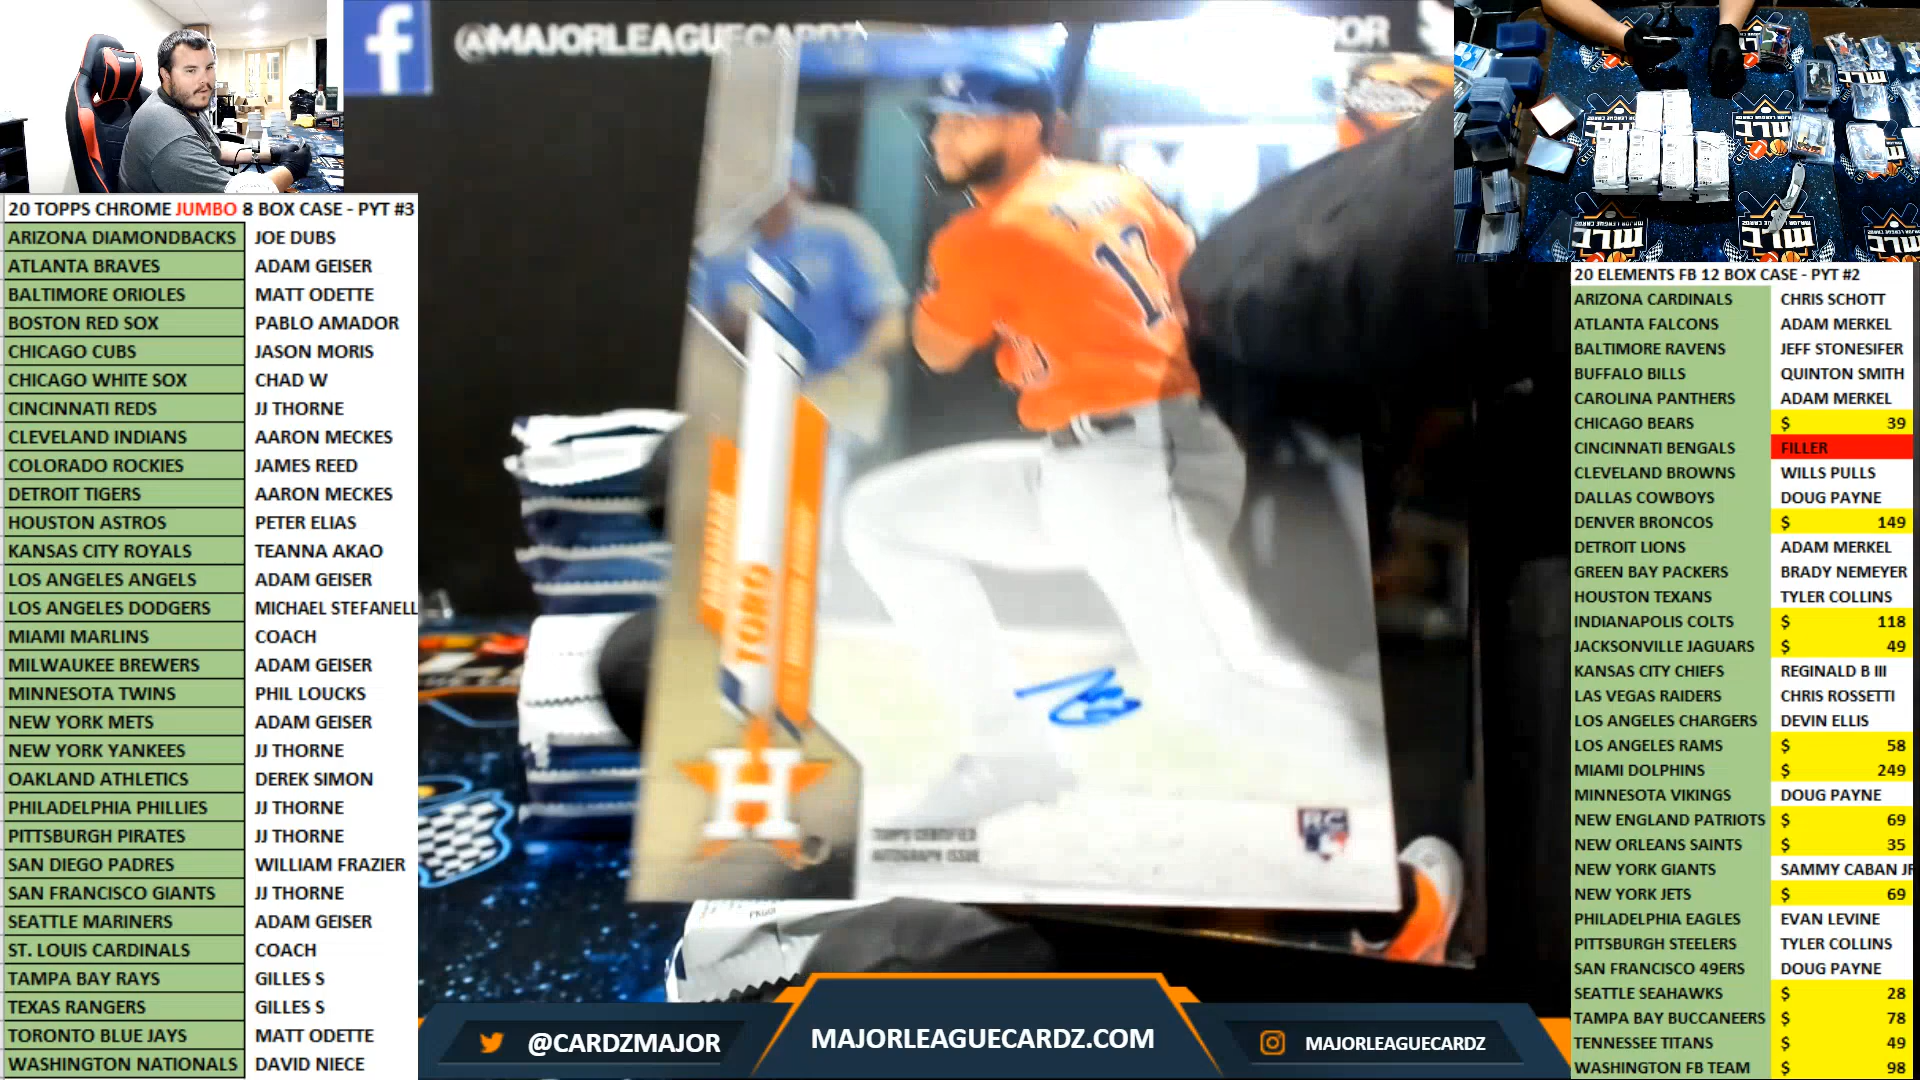 @MAJORLEAGUECARDZ
20 TOPPS CHROME JUMBO 8 BOX CASE - PYT #3
ARIZONA DIAMONDBACKS JOE DUBS
ATLANTA BRAVES ADAM GEISER
BALTIMORE ORIOLES MATT ODETTE
BOSTON RED SOX PABLO AMADOR
CHICAGO CUBS JASON MORIS
CHICAGO WHITE SOX CHAD W
CINCINNATI REDS JJ THORNE
CLEVELAND INDIANS AARON MECKES
COLORADO ROCKIES JAMES REED
DETROIT TIGERS AARON MECKES
HOUSTON ASTROS PETER ELIAS
KANSAS CITY ROYALS TEANNA AKAO
LOS ANGELES ANGELS ADAM GEISER
LOS ANGELES DODGERS MICHAEL STEFANELL
MIAMI MARLINS COACH
MILWAUKEE BREWERS ADAM GEISER
MINNESOTA TWINS PHIL LOUCKS
NEW YORK METS ADAM GEISER
NEW YORK YANKEES JJ THORNE
OAKLAND ATHLETICS DEREK SIMON
PHILADELPHIA PHILLIES JJ THORNE
PITTSBURGH PIRATES JJ THORNE
SAN DIEGO PADRES WILLIAM FRAZIER
SAN FRANCISCO GIANTS JJ THORNE
SEATTLE MARINERS ADAM GEISER
ST. LOUIS CARDINALS COACH
TAMPA BAY RAYS GILLES S
TEXAS RANGERS GILLES S
TORONTO BLUE JAYS MATT ODETTE
WASHINGTON NATIONALS DAVID NIECE
TORO
H
TOPPS CERTIFIED
AUTOGRAPH ISSUE
RC
@CARDZMAJOR
MAJORLEAGUECARDZ.COM
MAJORLEAGUECARDZ
20 ELEMENTS FB 12 BOX CASE - PYT #2
ARIZONA CARDINALS CHRIS SCHOTT
ATLANTA FALCONS ADAM MERKEL
BALTIMORE RAVENS JEFF STONESIFER
BUFFALO BILLS QUINTON SMITH
CAROLINA PANTHERS ADAM MERKEL
CHICAGO BEARS $ 39
CINCINNATI BENGALS FILLER
CLEVELAND BROWNS WILLS PULLS
DALLAS COWBOYS DOUG PAYNE
DENVER BRONCOS $ 149
DETROIT LIONS ADAM MERKEL
GREEN BAY PACKERS BRADY NEMEYER
HOUSTON TEXANS TYLER COLLINS
INDIANAPOLIS COLTS $ 118
JACKSONVILLE JAGUARS $ 49
KANSAS CITY CHIEFS REGINALD B III
LAS VEGAS RAIDERS CHRIS ROSSETTI
LOS ANGELES CHARGERS DEVIN ELLIS
LOS ANGELES RAMS $ 58
MIAMI DOLPHINS $ 249
MINNESOTA VIKINGS DOUG PAYNE
NEW ENGLAND PATRIOTS $ 69
NEW ORLEANS SAINTS $ 35
NEW YORK GIANTS SAMMY CABAN JR
NEW YORK JETS $ 69
PHILADELPHIA EAGLES EVAN LEVINE
PITTSBURGH STEELERS TYLER COLLINS
SAN FRANCISCO 49ERS DOUG PAYNE
SEATTLE SEAHAWKS $ 28
TAMPA BAY BUCCANEERS $ 78
TENNESSEE TITANS $ 49
WASHINGTON FB TEAM $ 98